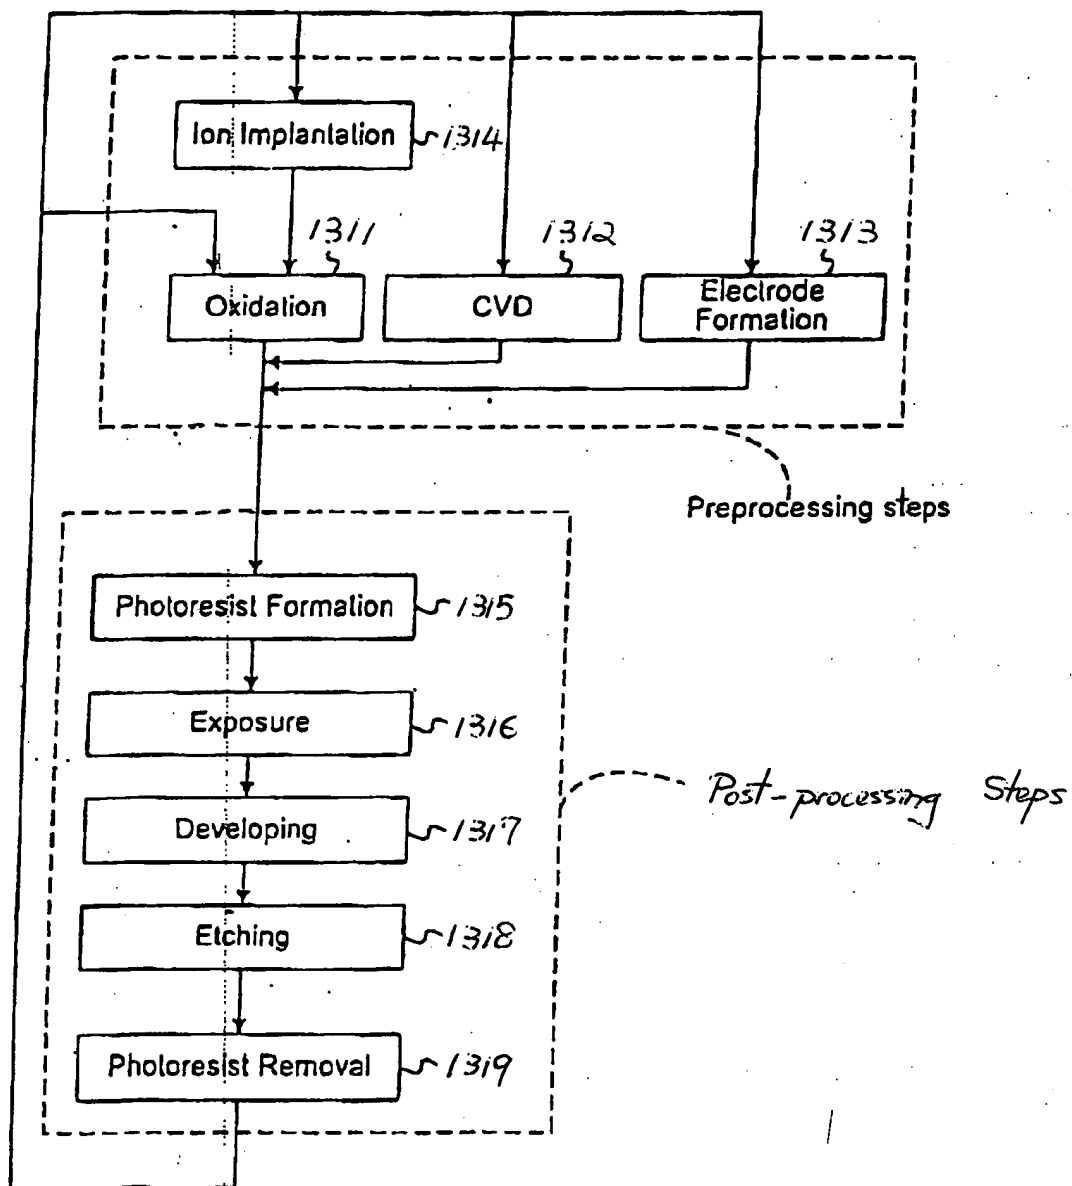 Ion Implantation 1314
1311 1312 1313
Oxidation
CVD
Electrode
Formation
Preprocessing steps
Photoresist Formation 1315
Exposure 1316
Post-processing Steps
Developing 1317
Etching 1318
Photoresist Removal 1319